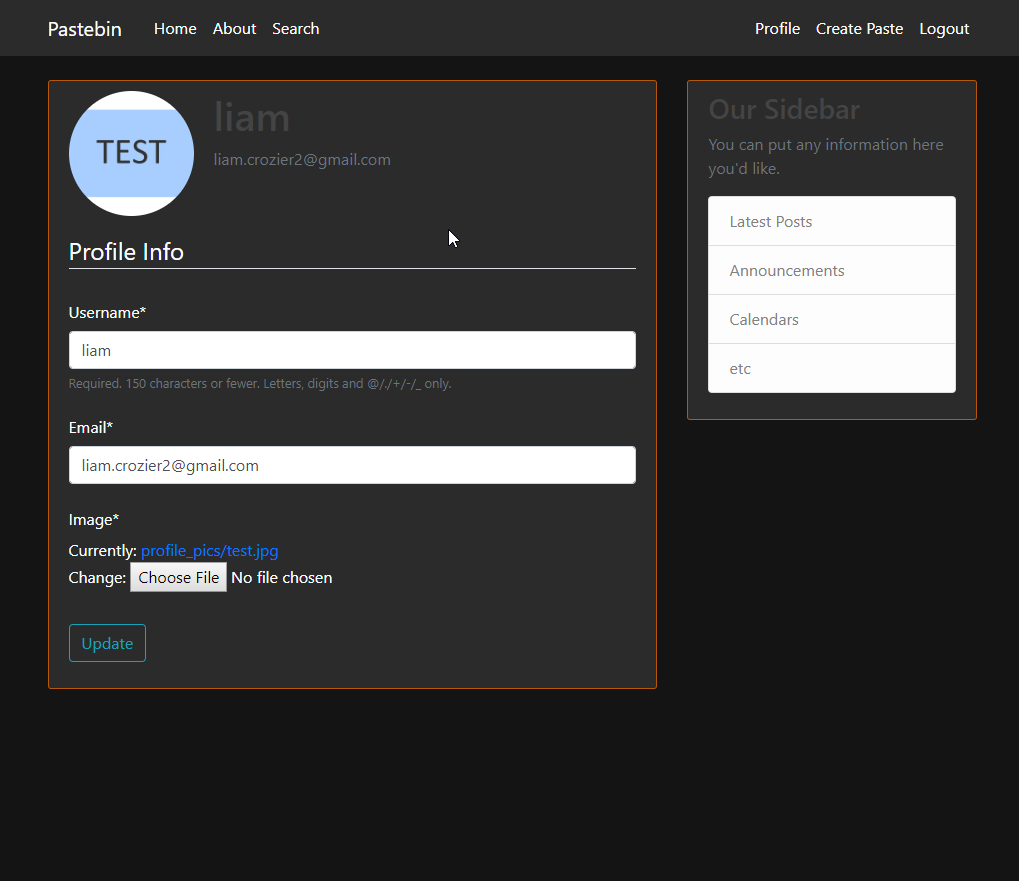 Pastebin Home About Search Profile Create Paste Logout
TEST
liam
liam.crozier2@gmail.com
Profile Info
Username*
liam
Required. 150 characters or fewer. Letters, digits and @/./+/-/_ only.
Email*
liam.crozier2@gmail.com
Image*
Currently: profile_pics/test.jpg
Change: Choose File No file chosen
Update
Our Sidebar
You can put any information here
you'd like.
Latest Posts
Announcements
Calendars
etc